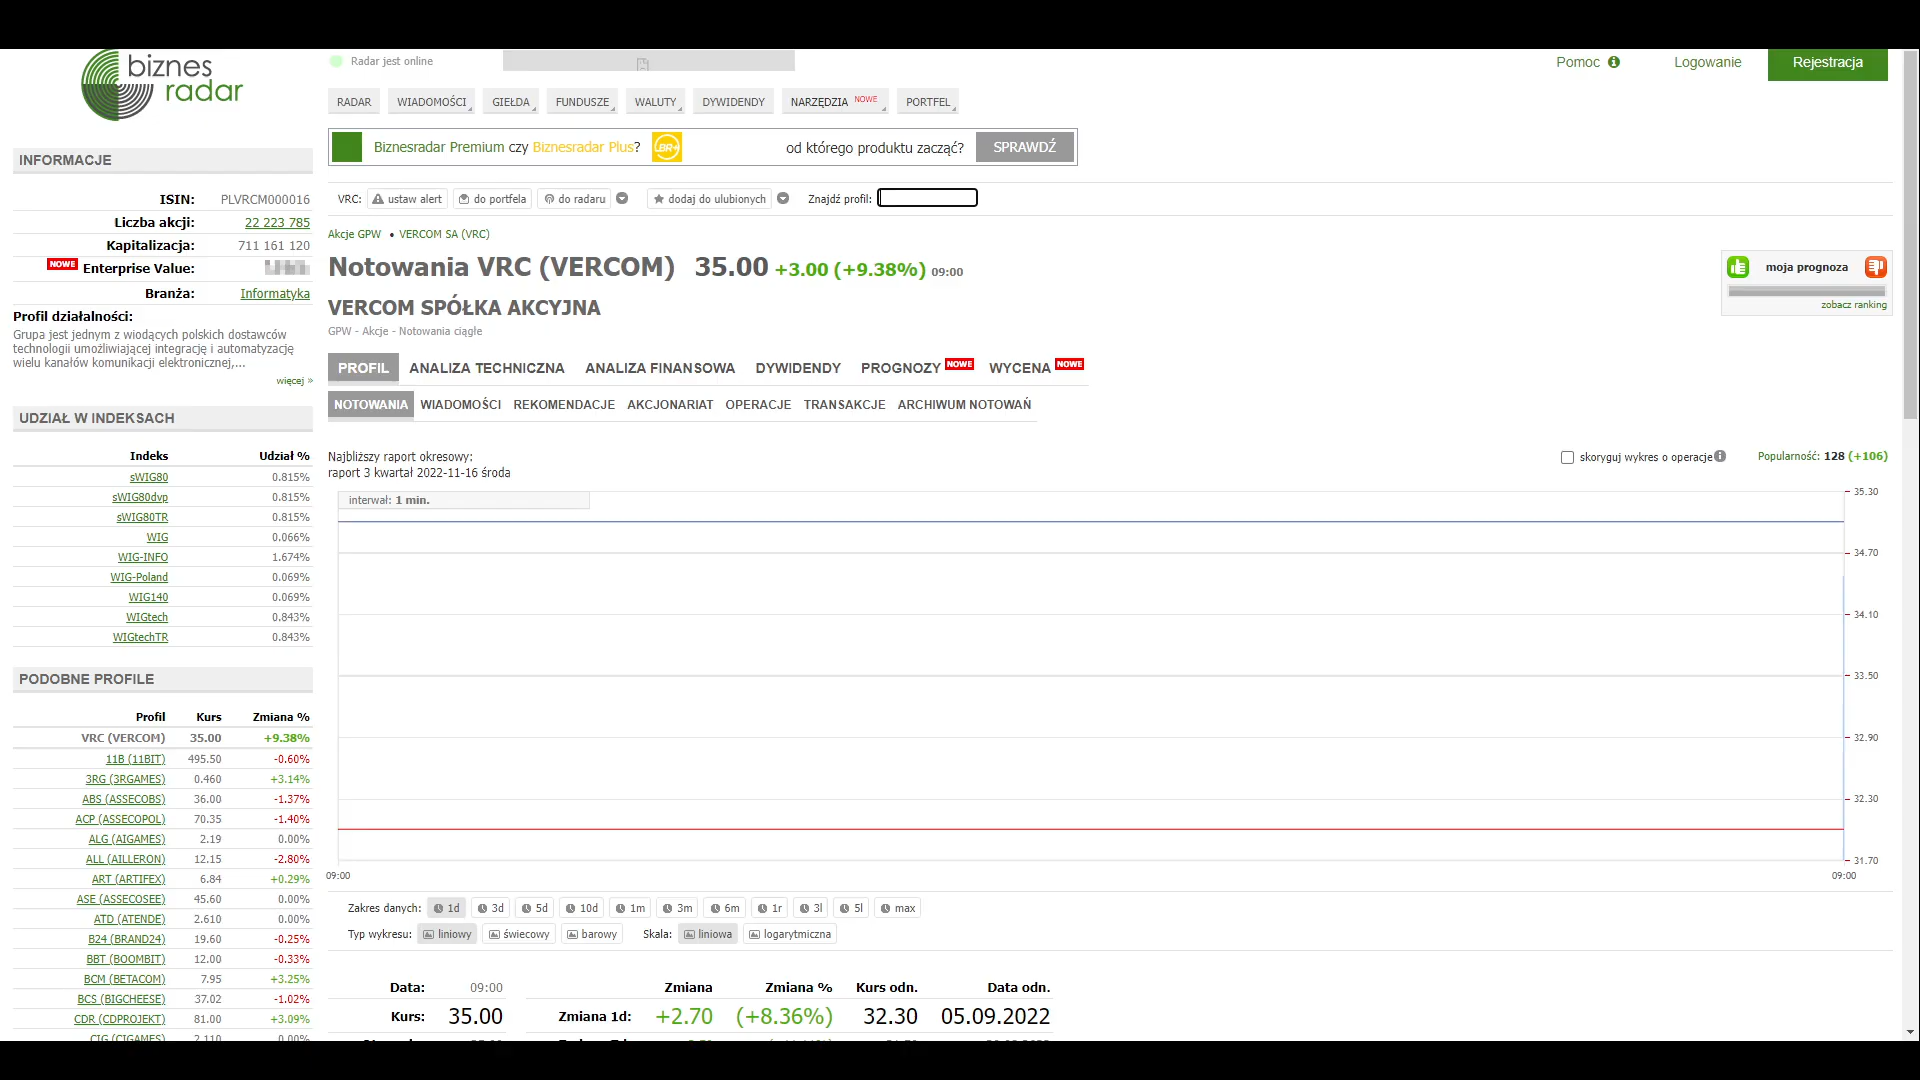 biznes
radar
Radar jest online
Pomoc
Logowanie
Rejestracja
RADAR
WIADOMOŚCI
GIEŁDA
FUNDUSZE
WALUTY
DYWIDENDY
NARZĘDZIA NOWE
PORTFEL
Biznesradar Premium czy Biznesradar Plus? BR+ od którego produktu zacząć? SPRAWDŹ
VRC: ustaw alert do portfela do radaru dodaj do ulubionych Znajdź profil:
Akcje GPW • VERCOM SA (VRC)
Notowania VRC (VERCOM) 35.00 +3.00 (+9.38%) 09:00
moja prognoza
zobacz ranking
VERCOM SPÓŁKA AKCYJNA
GPW - Akcje - Notowania ciągłe
PROFIL ANALIZA TECHNICZNA ANALIZA FINANSOWA DYWIDENDY PROGNOZY NOWE WYCENA NOWE
NOTOWANIA WIADOMOŚCI REKOMENDACJE AKCJONARIAT OPERACJE TRANSAKCJE ARCHIWUM NOTOWAŃ
INFORMACJE
ISIN: PLVRCM000016
Liczba akcji: 22 223 785
Kapitalizacja: 711 161 120
NOWE Enterprise Value:
Branża: Informatyka
Profil działalności:
Grupa jest jednym z wiodących polskich dostawców
technologii umożliwiającej integrację i automatyzację
wielu kanałów komunikacji elektronicznej,...
więcej »
UDZIAŁ W INDEKSACH
Indeks Udział %
sWIG80 0.815%
sWIG80dvp 0.815%
sWIG80TR 0.815%
WIG 0.066%
WIG-INFO 1.674%
WIG-Poland 0.069%
WIG140 0.069%
WIGtech 0.843%
WIGtechTR 0.843%
PODOBNE PROFILE
Profil Kurs Zmiana %
VRC (VERCOM) 35.00 +9.38%
11B (11BIT) 495.50 -0.60%
3RG (3RGAMES) 0.460 +3.14%
ABS (ASSECOBS) 36.00 -1.37%
ACP (ASSECOPOL) 70.35 -1.40%
ALG (AIGAMES) 2.19 0.00%
ALL (AILLERON) 12.15 -2.80%
ART (ARTIFEX) 6.84 +0.29%
ASE (ASSECOSEE) 45.60 0.00%
ATD (ATENDE) 2.610 0.00%
B24 (BRAND24) 19.60 -0.25%
BBT (BOOMBIT) 12.00 -0.33%
BCM (BETACOM) 7.95 +3.25%
BCS (BIGCHEESE) 37.02 -1.02%
CDR (CDPROJEKT) 81.00 +3.09%
CIG (CIGAMES) 2.110 0.00%
Najbliższy raport okresowy:
raport 3 kwartał 2022-11-16 środa
skoryguj wykres o operacje
Popularność: 128 (+106)
interwał: 1 min.
35.30
34.70
34.10
33.50
32.90
32.30
31.70
09:00 09:00
Zakres danych: 1d 3d 5d 10d 1m 3m 6m 1r 3l 5l max
Typ wykresu: liniowy świecowy barowy Skala: liniowa logarytmiczna
Data: 09:00
Kurs: 35.00
Zmiana Zmiana % Kurs odn. Data odn.
Zmiana 1d: +2.70 (+8.36%) 32.30 05.09.2022